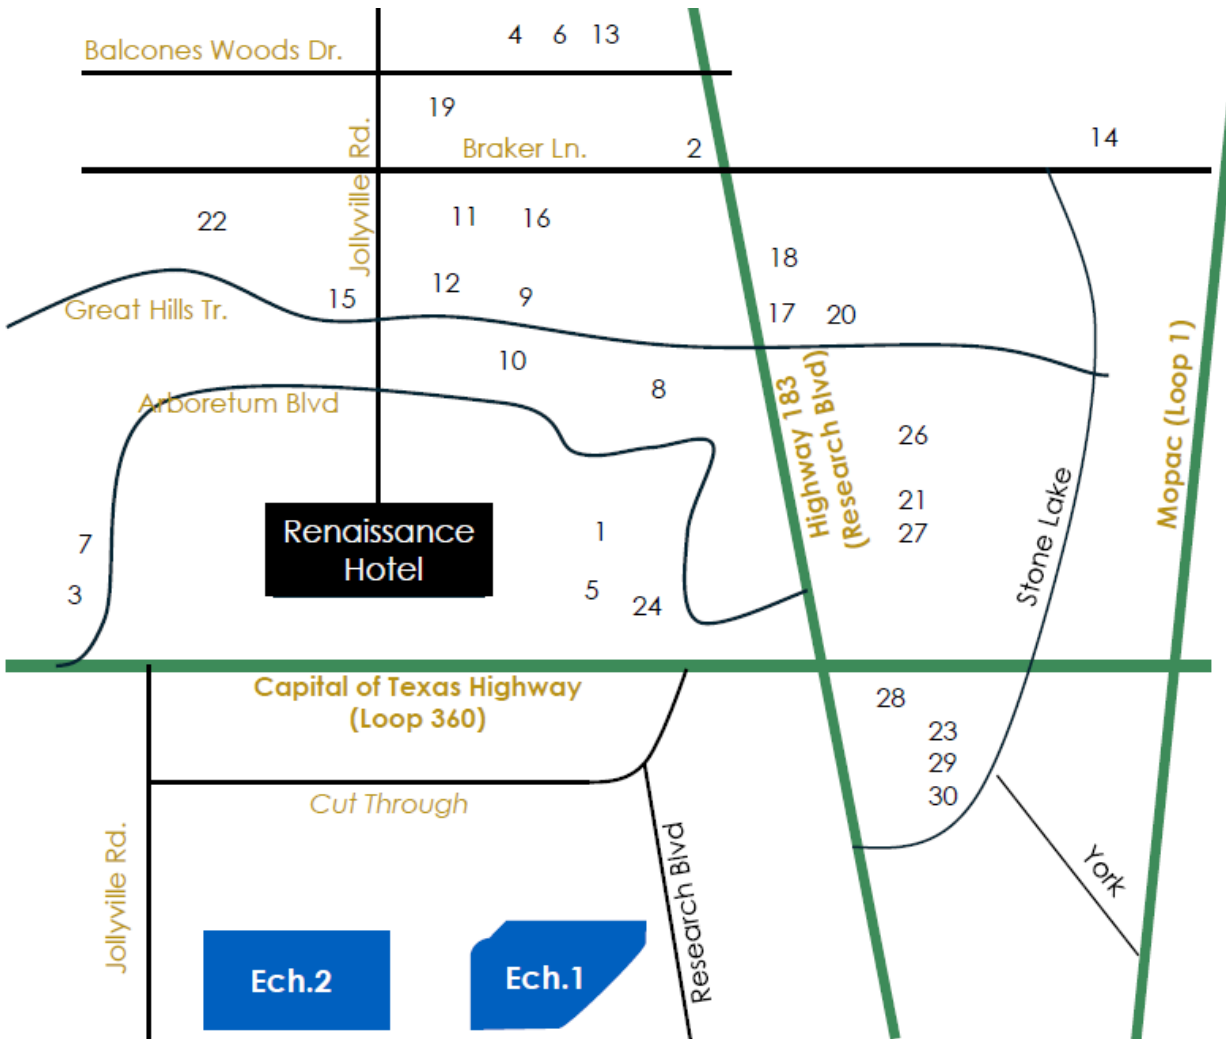 4 6 13
Balcones Woods Dr.
19
Jollyville Rd.
Braker Ln.
2
14
22
11 16
18
12
15
9
Great Hills Tr.
17 20
10
8
Arboretum Blvd
Highway 183
(Research Blvd)
Mopac (Loop 1)
26
21
27
Stone Lake
Renaissance
Hotel
1
7
3
5
24
Capital of Texas Highway
(Loop 360)
28
23
29
30
Cut Through
Jollyville Rd.
Research Blvd
York
Ech.2
Ech.1